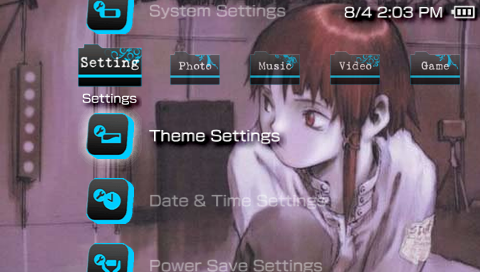 System Settings
8/4 2:03 PM
Setting
Photo
Music
Video
Game
Settings
Theme Settings
Date & Time Settings
Power Save Settings